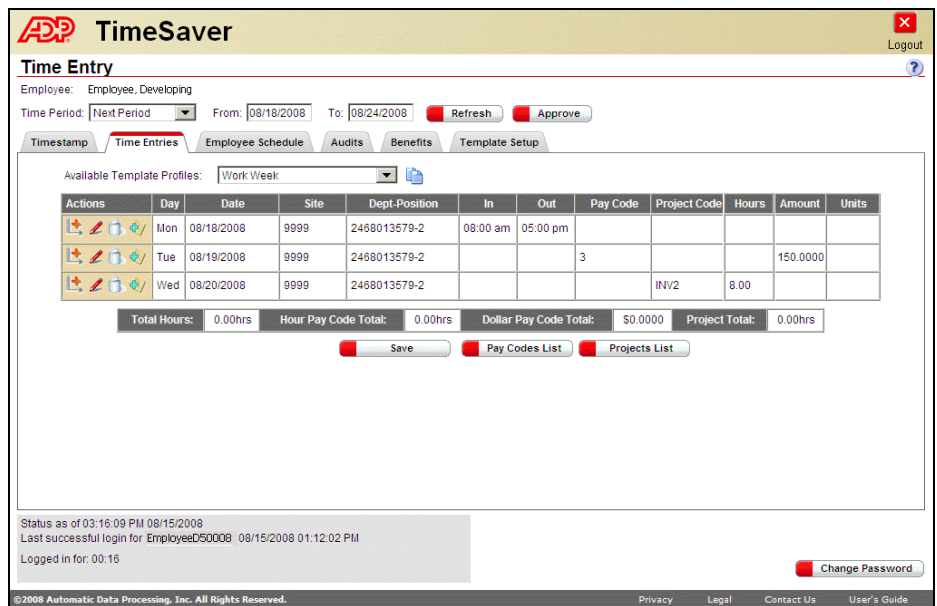 ADP TimeSaver
Logout
Time Entry ?
Employee: Employee, Developing
Time Period: Next Period From: 08/18/2008 To: 08/24/2008 Refresh Approve
Timestamp Time Entries Employee Schedule Audits Benefits Template Setup
Available Template Profiles: Work Week
Actions Day Date Site Dept-Position In Out Pay Code Project Code Hours Amount Units
Mon 08/18/2008 9999 2468013579-2 08:00 am 05:00 pm
Tue 08/19/2008 9999 2468013579-2 3 150.0000
Wed 08/20/2008 9999 2468013579-2 INV2 8.00
Total Hours: 0.00hrs Hour Pay Code Total: 0.00hrs Dollar Pay Code Total: $0.0000 Project Total: 0.00hrs
Save Pay Codes List Projects List
Status as of 03:16:09 PM 08/15/2008
Last successful login for EmployeeD50008 08/15/2008 01:12:02 PM
Logged in for: 00:16
Change Password
©2008 Automatic Data Processing, Inc. All Rights Reserved. Privacy Legal Contact Us User's Guide